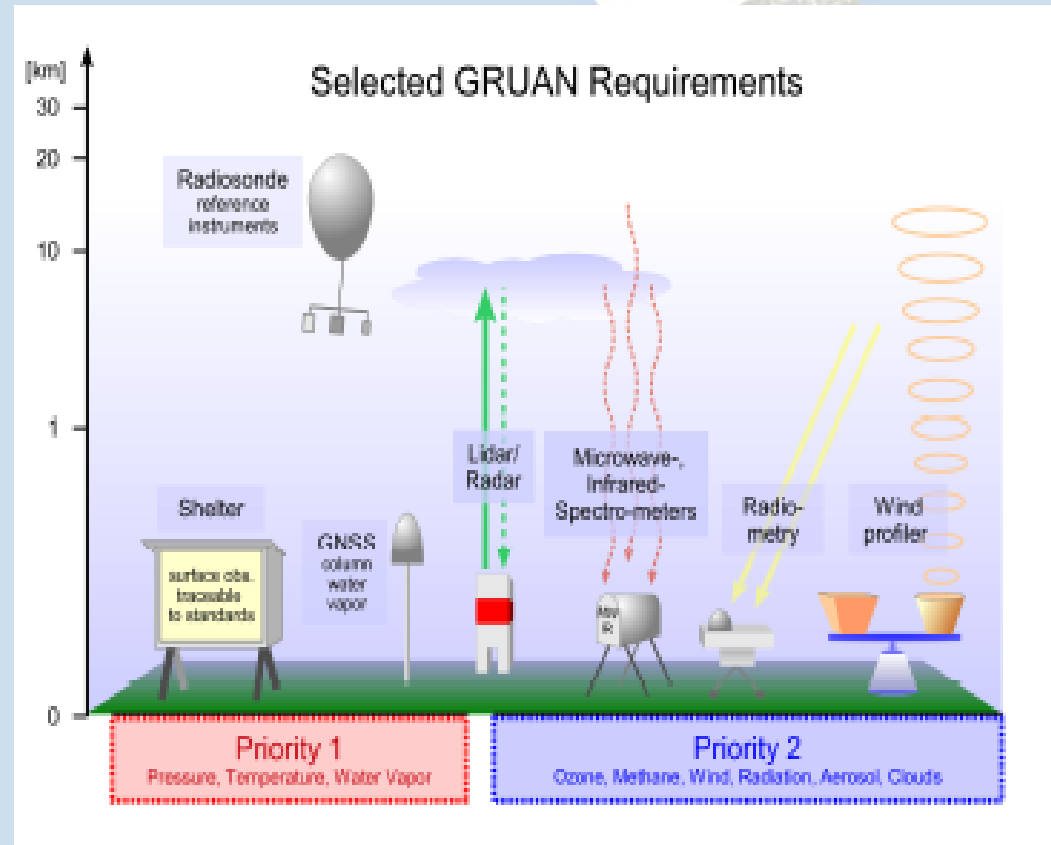 Selected GRUAN Requirements
[km]
30
20
10
1
0
Radiosonde
reference
instruments
Lidar/
Radar
Microwave-,
Infrared-
Spectro-meters
Radio-
metry
Wind
profiler
Shelter
surface obs.
traceable
to standards
GNSS
column
water
vapor
Priority 1
Pressure, Temperature, Water Vapor
Priority 2
Ozone, Methane, Wind, Radiation, Aerosol, Clouds